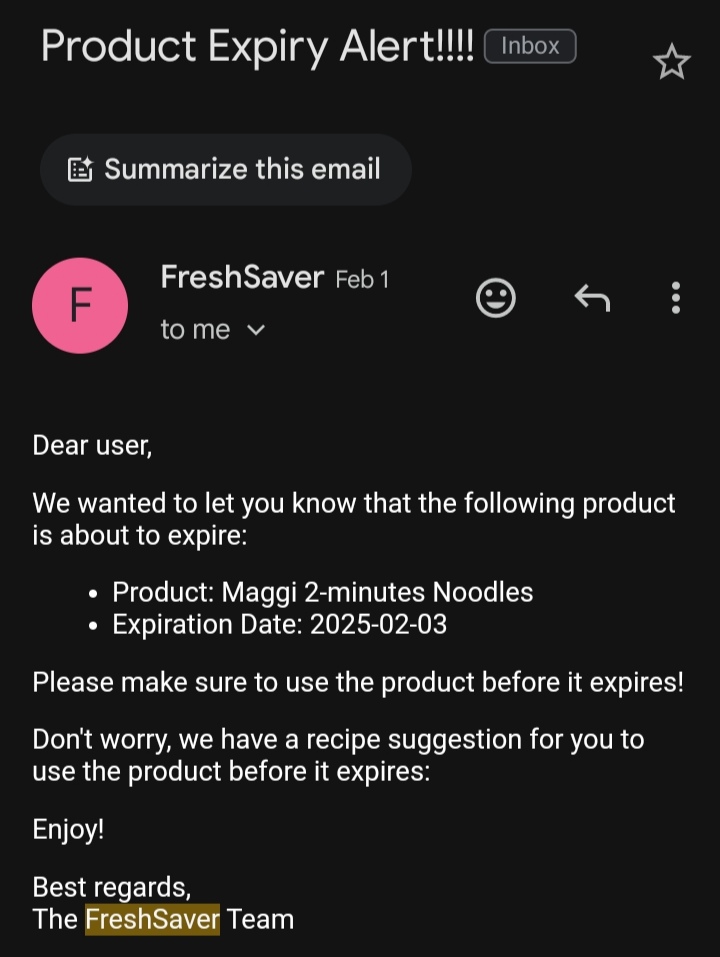 Product Expiry Alert!!!! Inbox
Summarize this email
F
FreshSaver Feb 1
to me
Dear user,
We wanted to let you know that the following product
is about to expire:
• Product: Maggi 2-minutes Noodles
• Expiration Date: 2025-02-03
Please make sure to use the product before it expires!
Don't worry, we have a recipe suggestion for you to
use the product before it expires:
Enjoy!
Best regards,
The FreshSaver Team